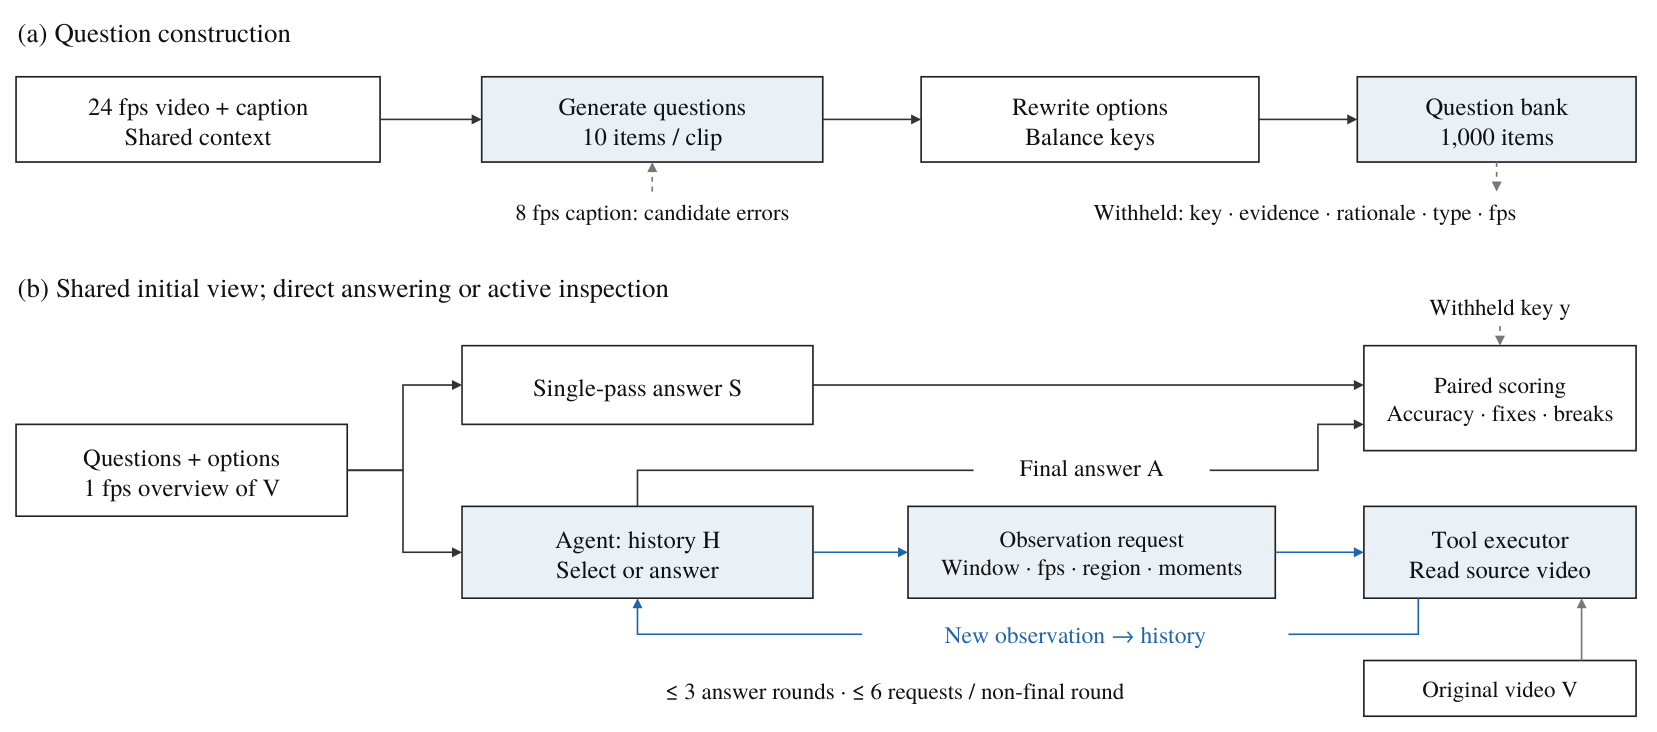 (a) Question construction
24 fps video + caption
Shared context
Generate questions
10 items / clip
Rewrite options
Balance keys
Question bank
1,000 items
8 fps caption: candidate errors
Withheld: key · evidence · rationale · type · fps
(b) Shared initial view; direct answering or active inspection
Withheld key y
Single-pass answer S
Paired scoring
Accuracy · fixes · breaks
Questions + options
1 fps overview of V
Final answer A
Agent: history H
Select or answer
Observation request
Window · fps · region · moments
Tool executor
Read source video
New observation → history
≤ 3 answer rounds · ≤ 6 requests / non-final round
Original video V